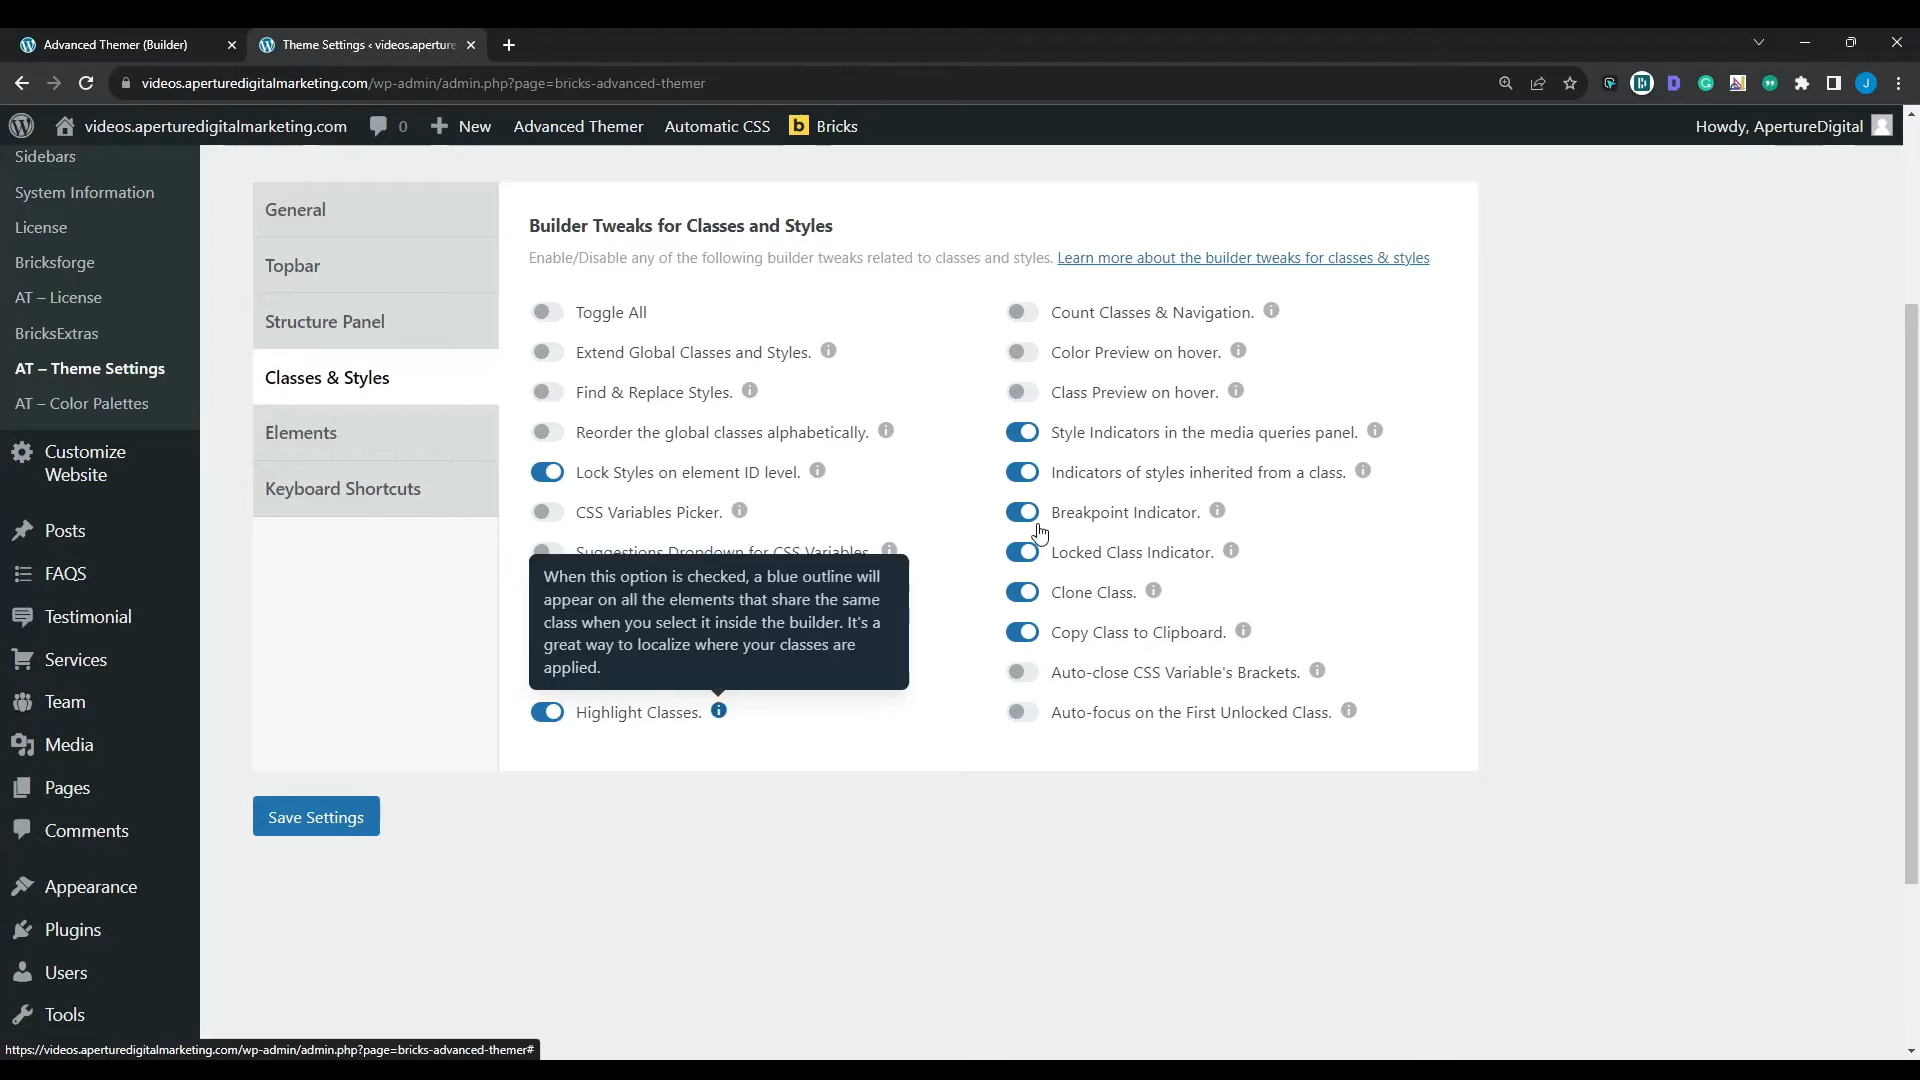 Advanced Themer (Builder)
Theme Settings ‹ videos.aperture
videos.aperturedigitalmarketing.com/wp-admin/admin.php?page=bricks-advanced-themer
J
videos.aperturedigitalmarketing.com
0
New
Advanced Themer
Automatic CSS
b Bricks
Howdy, ApertureDigital
Sidebars
System Information
License
Bricksforge
AT – License
BricksExtras
AT – Theme Settings
AT – Color Palettes
Customize
Website
Posts
FAQS
Testimonial
Services
Team
Media
Pages
Comments
Appearance
Plugins
Users
Tools
General
Topbar
Structure Panel
Classes & Styles
Elements
Keyboard Shortcuts
Builder Tweaks for Classes and Styles
Enable/Disable any of the following builder tweaks related to classes and styles. Learn more about the builder tweaks for classes & styles
Toggle All
Extend Global Classes and Styles.
Find & Replace Styles.
Reorder the global classes alphabetically.
Lock Styles on element ID level.
CSS Variables Picker.
Suggestions Dropdown for CSS Variables
When this option is checked, a blue outline will
appear on all the elements that share the same
class when you select it inside the builder. It's a
great way to localize where your classes are
applied.
Highlight Classes.
Count Classes & Navigation.
Color Preview on hover.
Class Preview on hover.
Style Indicators in the media queries panel.
Indicators of styles inherited from a class.
Breakpoint Indicator.
Locked Class Indicator.
Clone Class.
Copy Class to Clipboard.
Auto-close CSS Variable's Brackets.
Auto-focus on the First Unlocked Class.
Save Settings
https://videos.aperturedigitalmarketing.com/wp-admin/admin.php?page=bricks-advanced-themer#